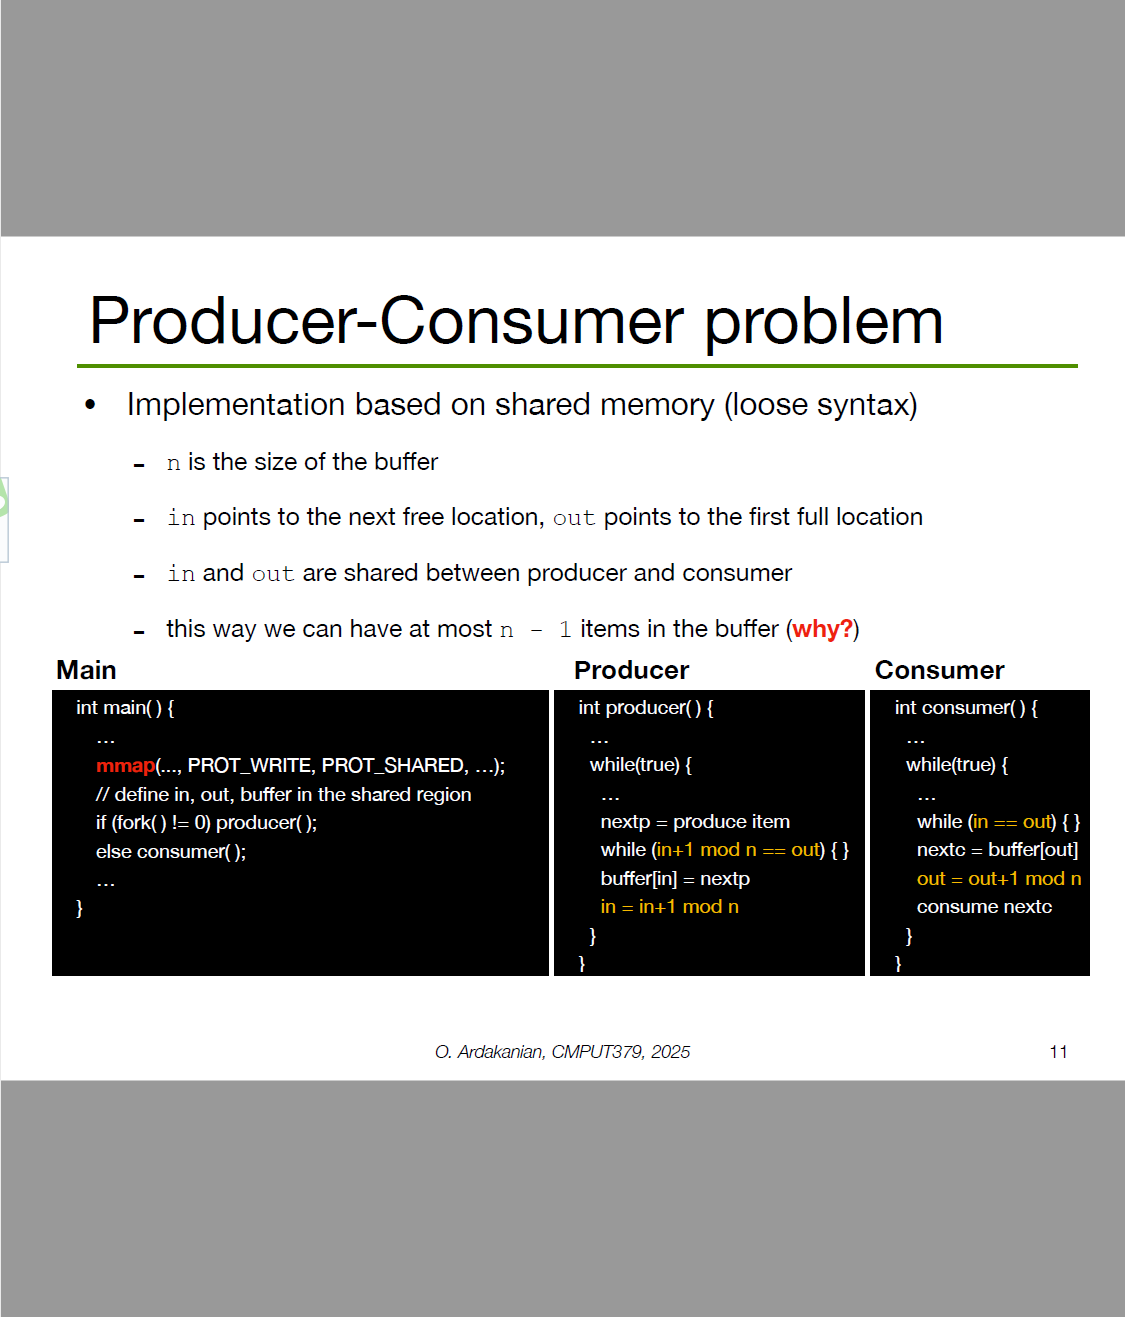 Producer-Consumer problem
• Implementation based on shared memory (loose syntax)
- n is the size of the buffer
- in points to the next free location, out points to the first full location
- in and out are shared between producer and consumer
- this way we can have at most n - 1 items in the buffer (why?)
Main
int main( ) {
...
mmap(..., PROT_WRITE, PROT_SHARED, ...);
// define in, out, buffer in the shared region
if (fork( ) != 0) producer( );
else consumer( );
...
}
Producer
int producer( ) {
...
while(true) {
...
nextp = produce item
while (in+1 mod n == out) { }
buffer[in] = nextp
in = in+1 mod n
}
}
Consumer
int consumer( ) {
...
while(true) {
...
while (in == out) { }
nextc = buffer[out]
out = out+1 mod n
consume nextc
}
}
O. Ardakanian, CMPUT379, 2025
11